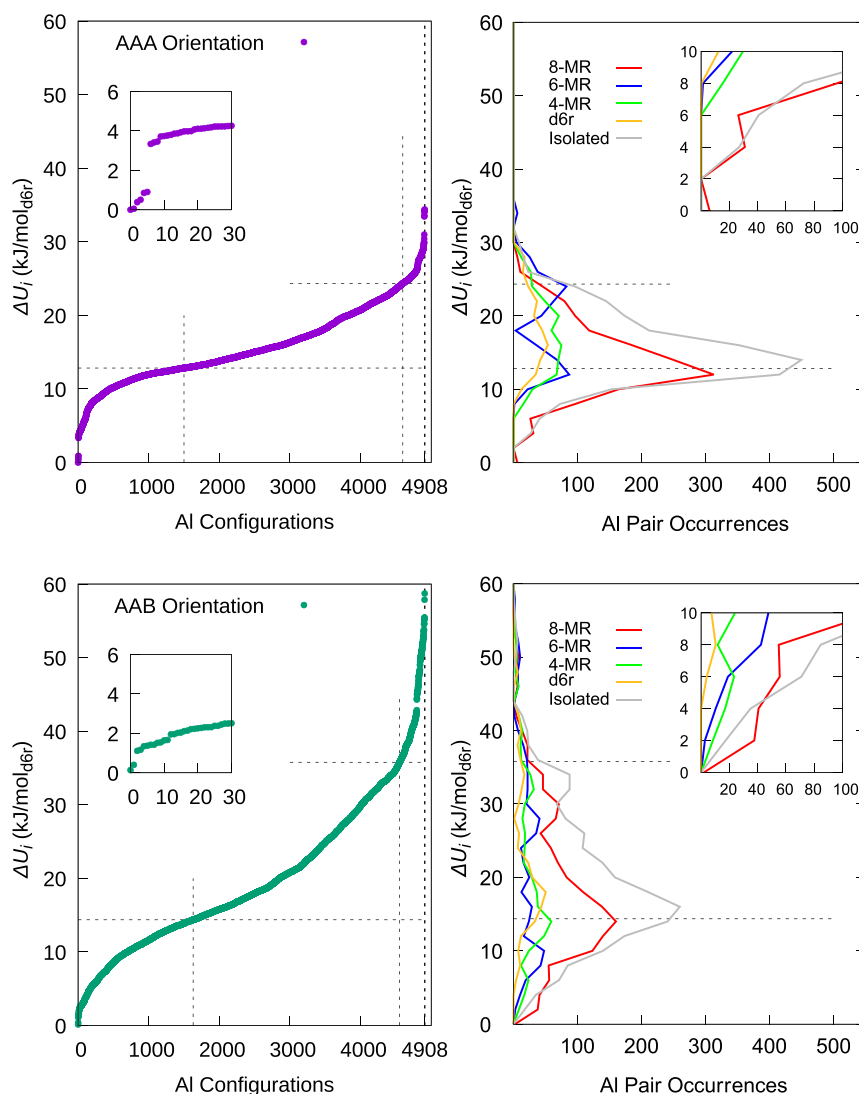 60
50
40
30
20
10
0
ΔUᵢ (kJ/mol_d6r)
AAA Orientation
6
4
2
0
0 10 20 30
0 1000 2000 3000 4000 4908
Al Configurations
60
50
40
30
20
10
0
ΔUᵢ (kJ/mol_d6r)
8-MR
6-MR
4-MR
d6r
Isolated
10
8
6
4
2
0
20 40 60 80 100
100 200 300 400 500
Al Pair Occurrences
60
50
40
30
20
10
0
ΔUᵢ (kJ/mol_d6r)
AAB Orientation
6
4
2
0
0 10 20 30
0 1000 2000 3000 4000 4908
Al Configurations
60
50
40
30
20
10
0
ΔUᵢ (kJ/mol_d6r)
8-MR
6-MR
4-MR
d6r
Isolated
10
8
6
4
2
0
20 40 60 80 100
100 200 300 400 500
Al Pair Occurrences